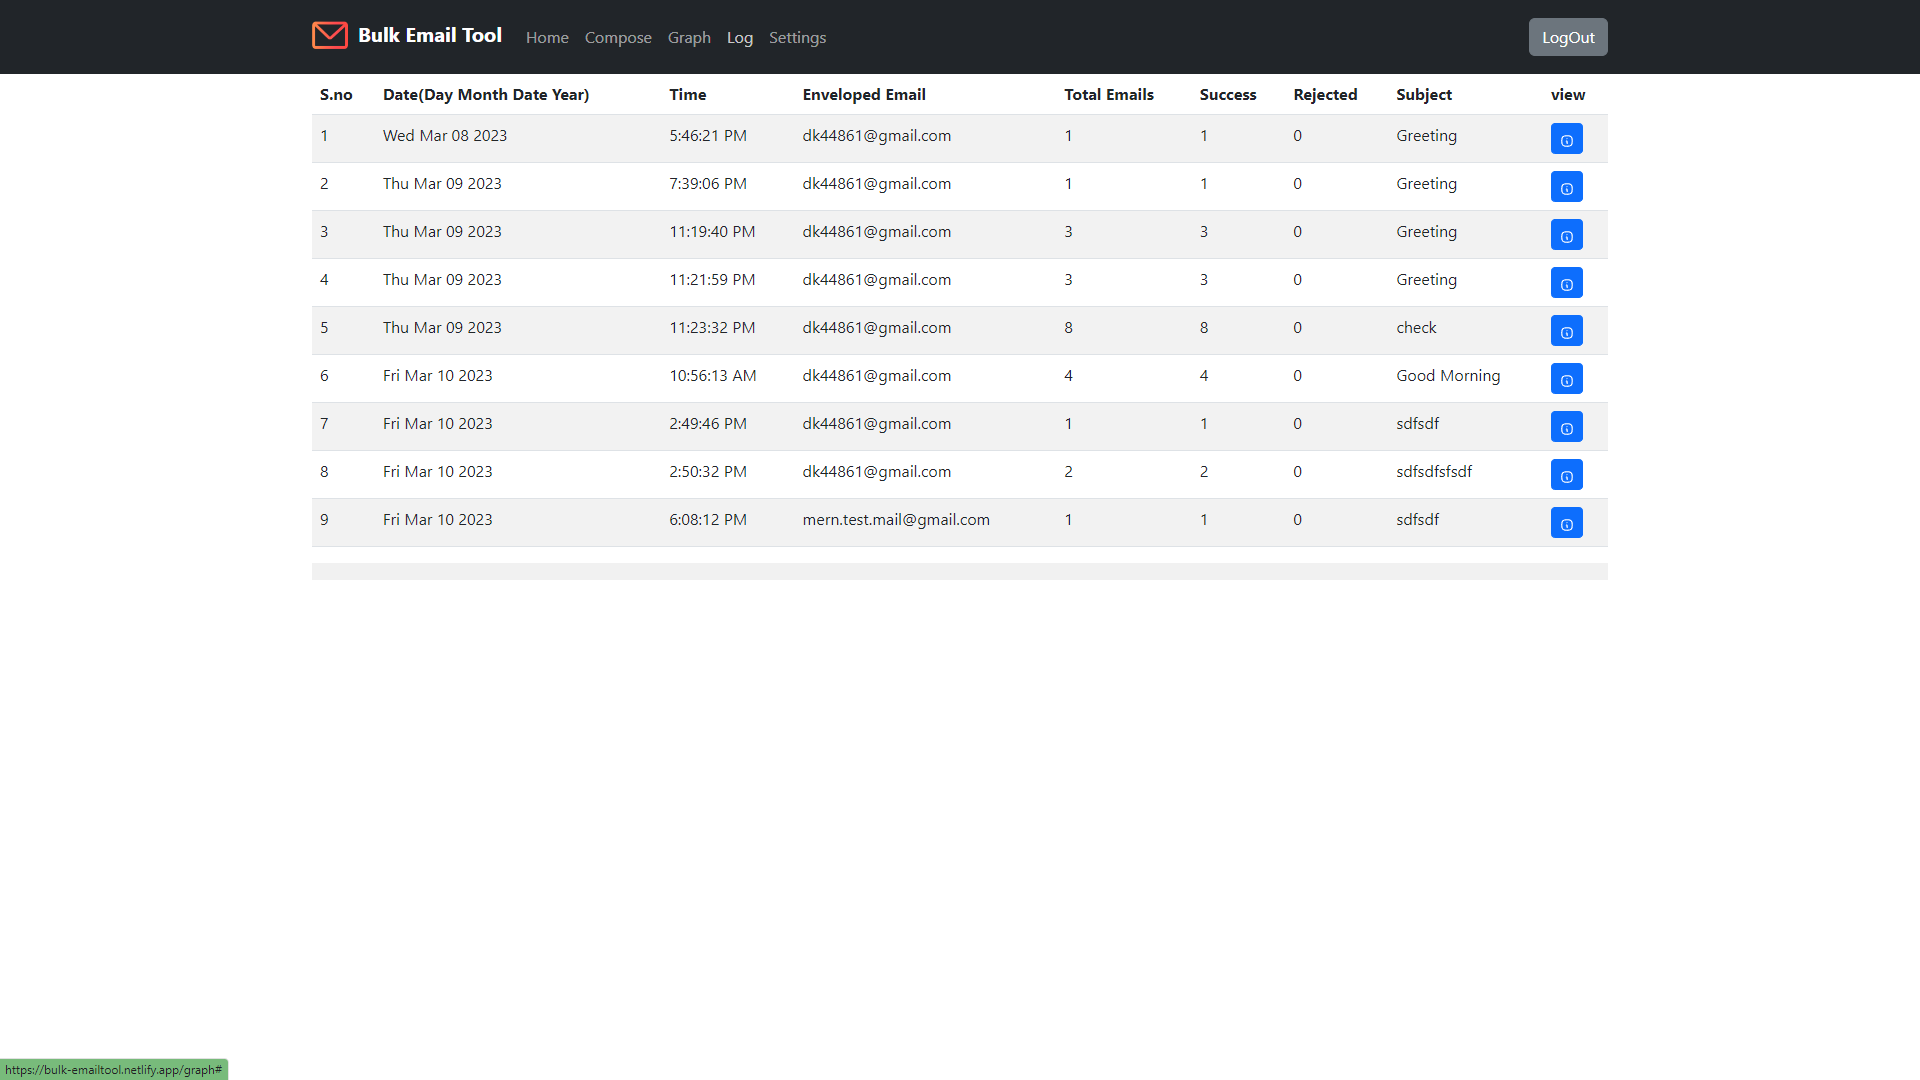 Bulk Email Tool Home Compose Graph Log Settings LogOut
S.no Date(Day Month Date Year) Time Enveloped Email Total Emails Success Rejected Subject view
1 Wed Mar 08 2023 5:46:21 PM dk44861@gmail.com 1 1 0 Greeting
2 Thu Mar 09 2023 7:39:06 PM dk44861@gmail.com 1 1 0 Greeting
3 Thu Mar 09 2023 11:19:40 PM dk44861@gmail.com 3 3 0 Greeting
4 Thu Mar 09 2023 11:21:59 PM dk44861@gmail.com 3 3 0 Greeting
5 Thu Mar 09 2023 11:23:32 PM dk44861@gmail.com 8 8 0 check
6 Fri Mar 10 2023 10:56:13 AM dk44861@gmail.com 4 4 0 Good Morning
7 Fri Mar 10 2023 2:49:46 PM dk44861@gmail.com 1 1 0 sdfsdf
8 Fri Mar 10 2023 2:50:32 PM dk44861@gmail.com 2 2 0 sdfsdfsfsdf
9 Fri Mar 10 2023 6:08:12 PM mern.test.mail@gmail.com 1 1 0 sdfsdf
https://bulk-emailtool.netlify.app/graph#